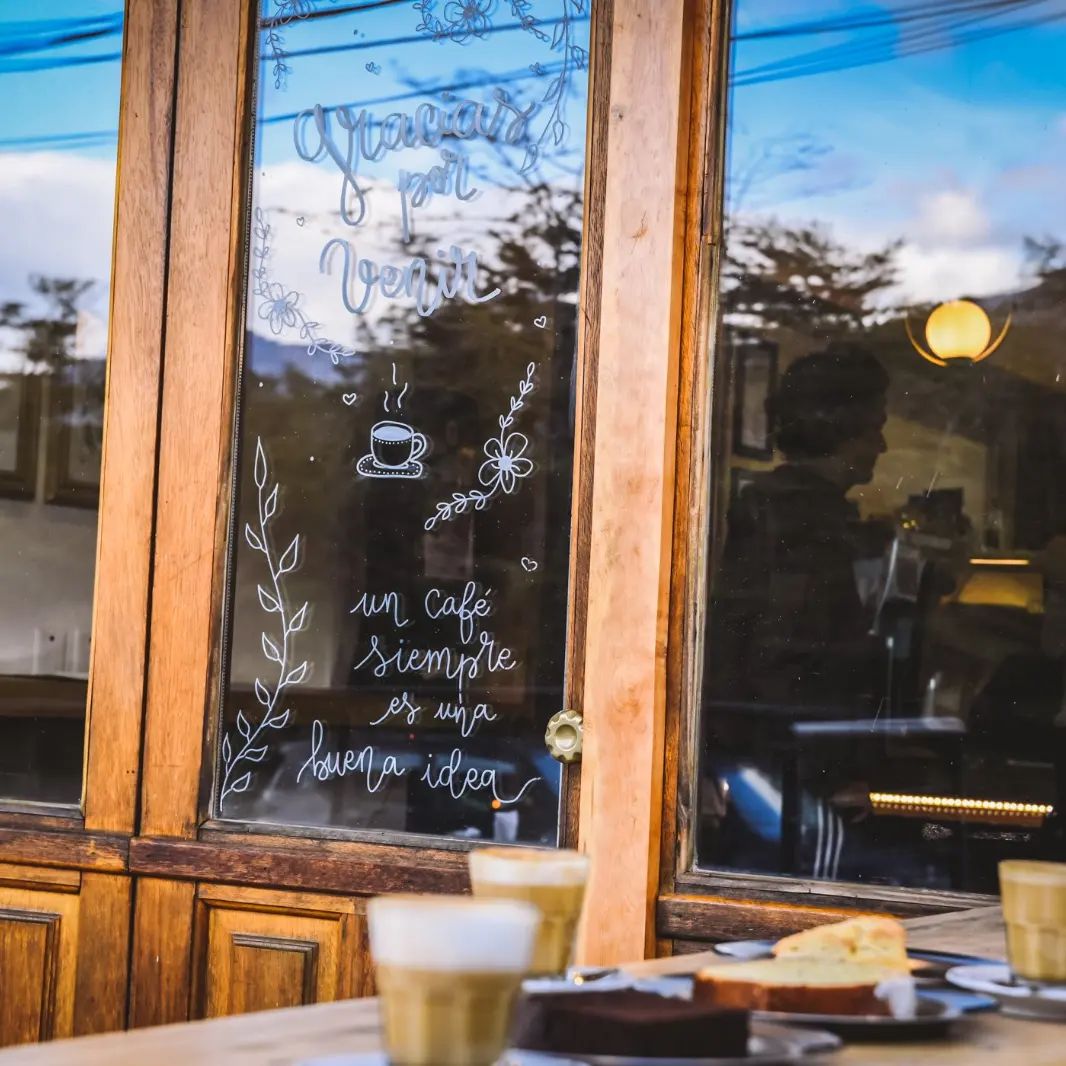 Gracias
por
Venir
un café
siempre
es una
buena idea